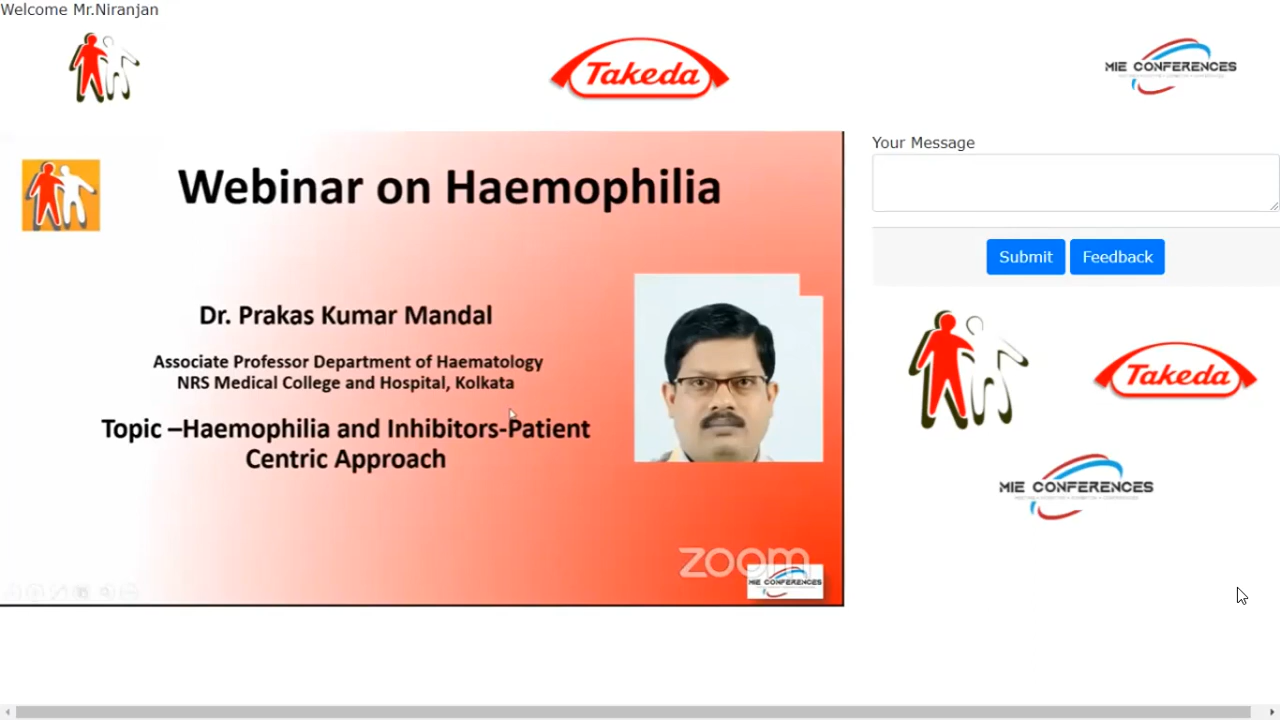 Welcome Mr.Niranjan
Takeda
MIE CONFERENCES
Webinar on Haemophilia
Dr. Prakas Kumar Mandal
Associate Professor Department of Haematology
NRS Medical College and Hospital, Kolkata
Topic –Haemophilia and Inhibitors-Patient
Centric Approach
zoom
MIE CONFERENCES
Your Message
Submit
Feedback
Takeda
MIE CONFERENCES